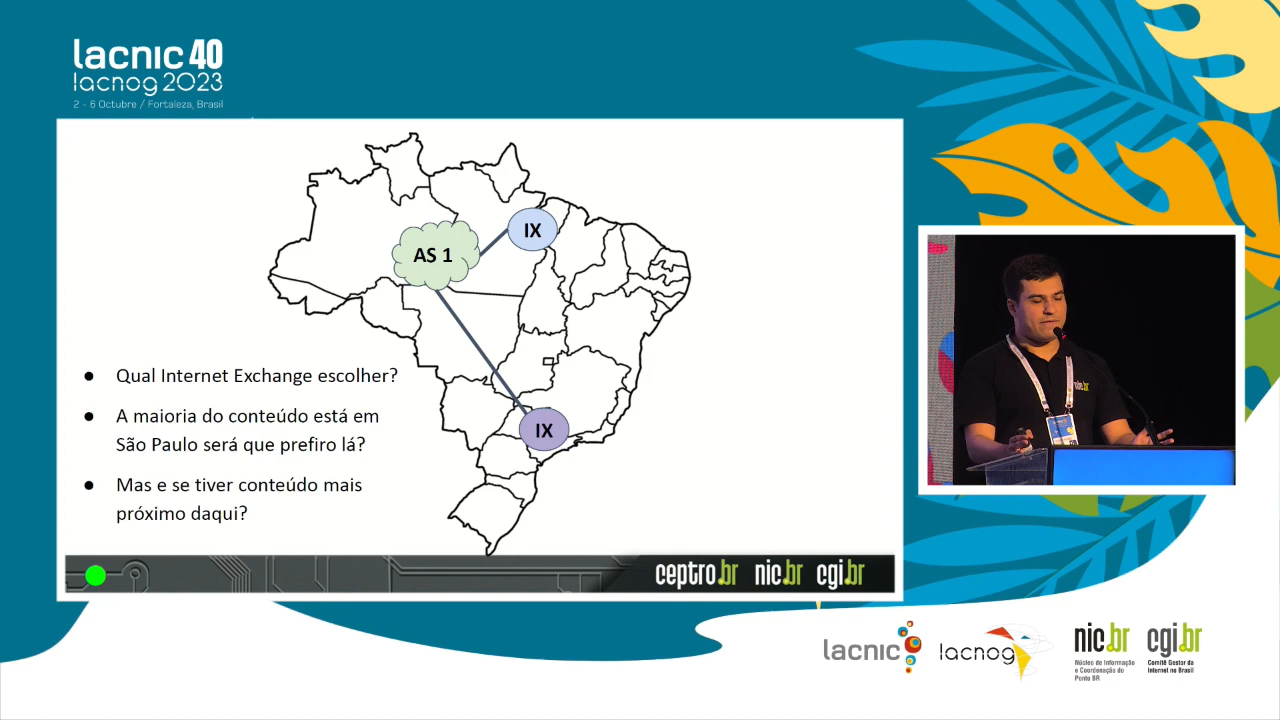 lacnic 40
lacnog 2023
2 - 6 Octubre / Fortaleza, Brasil
IX
AS 1
IX
● Qual Internet Exchange escolher?
● A maioria do conteúdo está em
São Paulo será que prefiro lá?
● Mas e se tiver conteúdo mais
próximo daqui?
ceptro.br nic.br cgi.br
lacnic
lacnog
nic.br
Núcleo de Informação
e Coordenação do
Ponto BR
cgi.br
Comitê Gestor da
Internet no Brasil